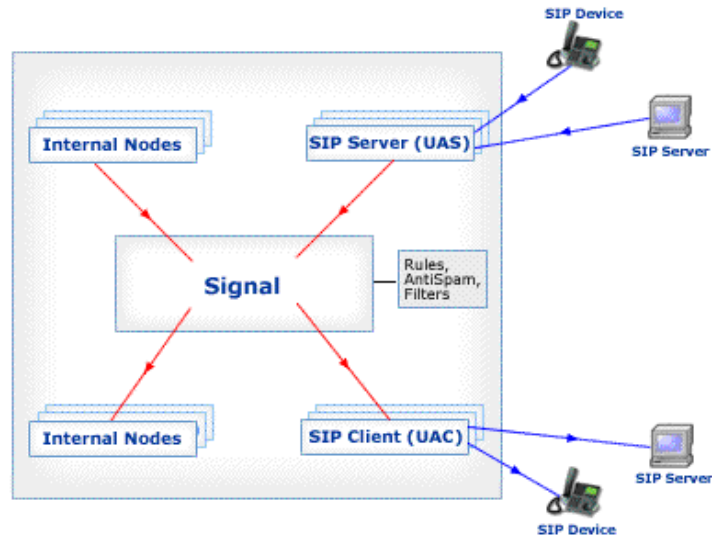 SIP Device
Internal Nodes
SIP Server (UAS)
SIP Server
Signal
Rules,
AntiSpam,
Filters
Internal Nodes
SIP Client (UAC)
SIP Server
SIP Device